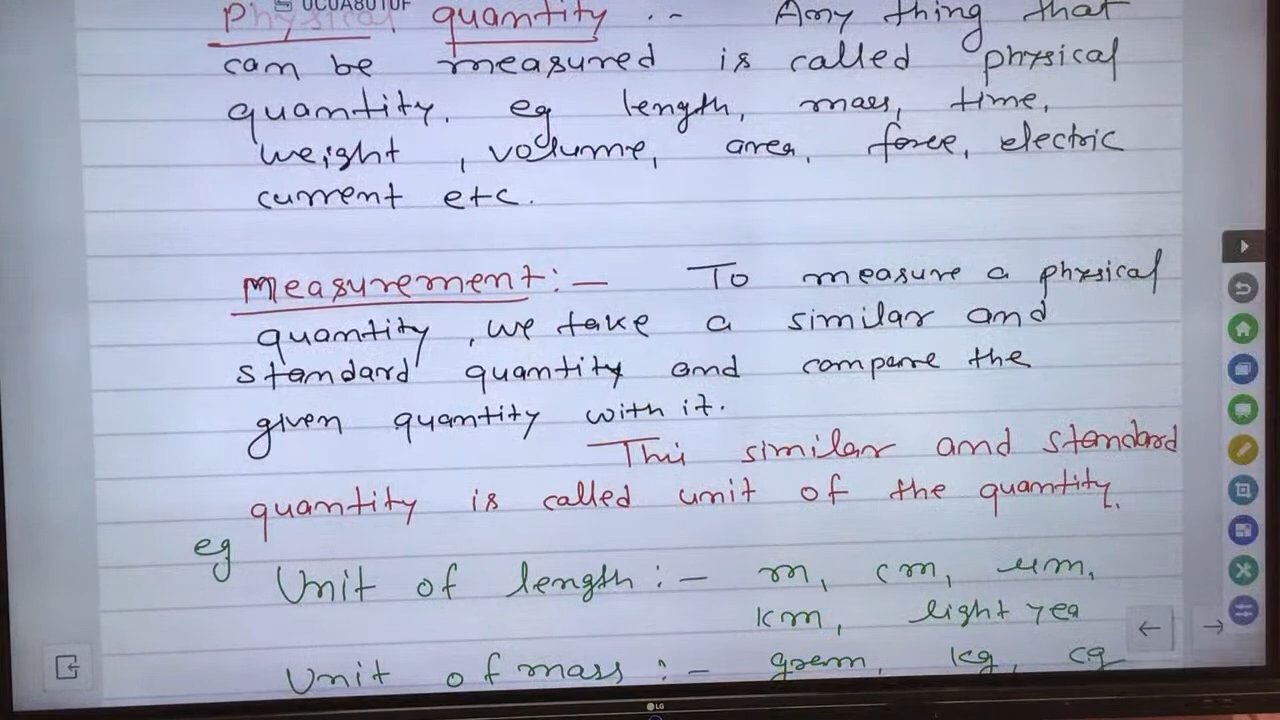 Physical quantity :- Any thing that
can be measured is called physical
quantity. eg length, mass, time,
weight, volume, area, force, electric
current etc.
Measurement:- To measure a physical
quantity, we take a similar and
standard quantity and compare the
given quantity with it.
This similar and standard
quantity is called unit of the quantity.
eg
Unit of length :- m, cm, μm,
km, light yea
Unit of mass :- gram, kg, cg
LG